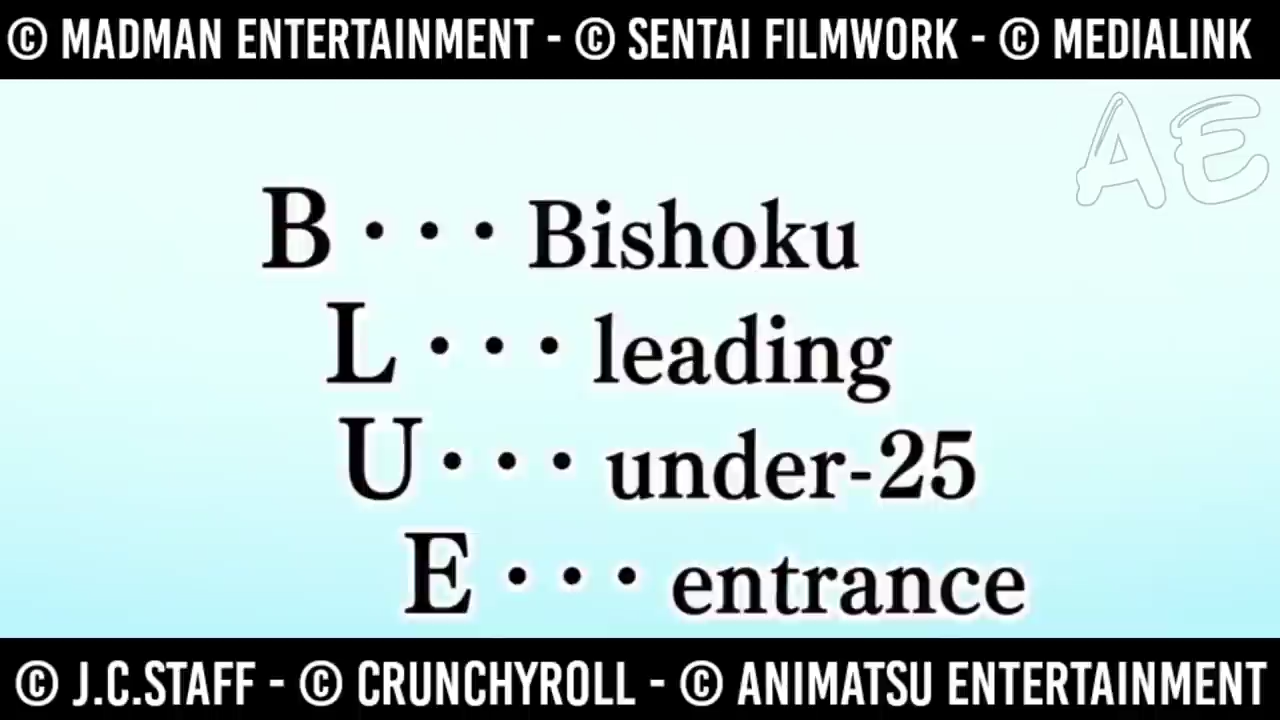 © MADMAN ENTERTAINMENT - © SENTAI FILMWORK - © MEDIALINK
AE
B・・・Bishoku
L・・・leading
U・・・under-25
E・・・entrance
© J.C.STAFF - © CRUNCHYROLL - © ANIMATSU ENTERTAINMENT